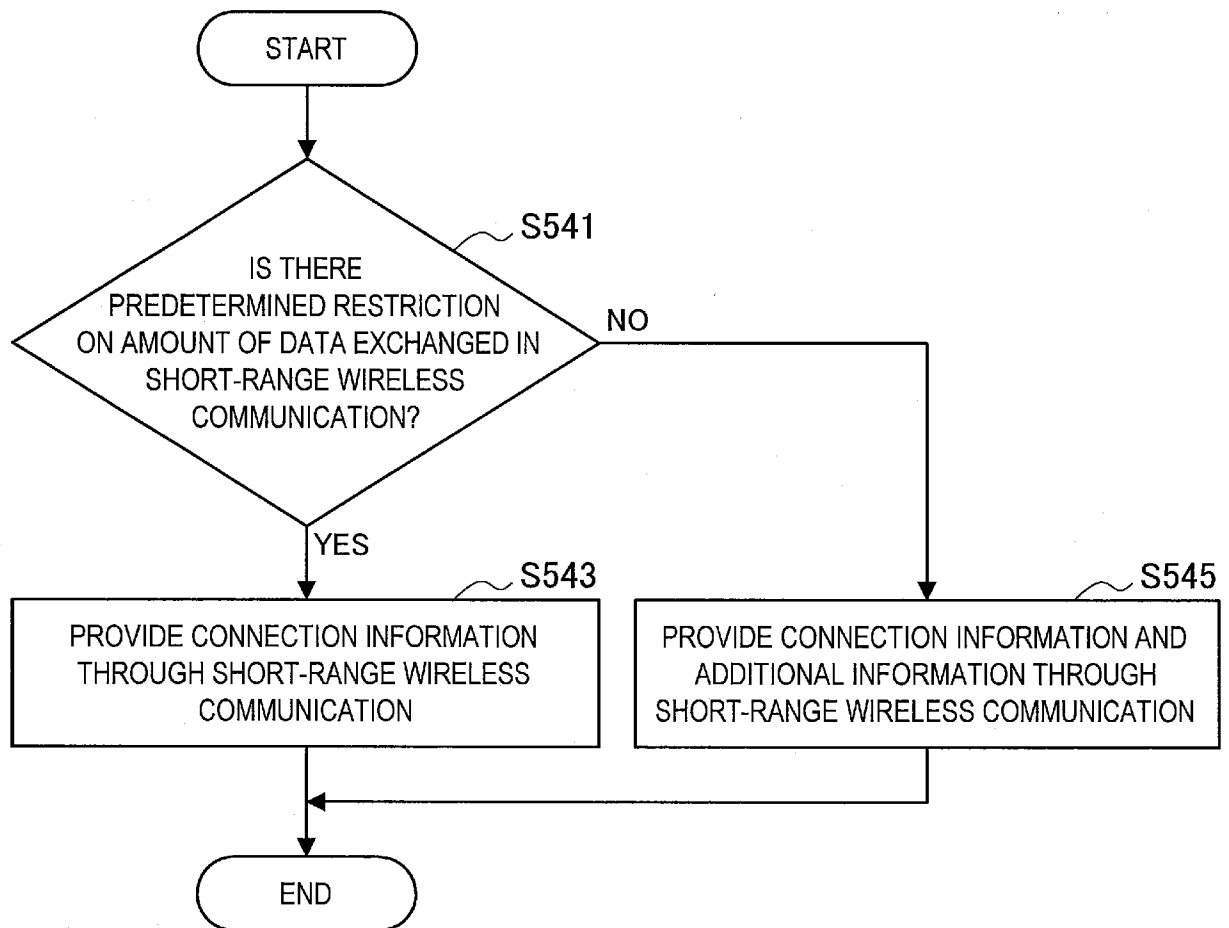 START
S541
IS THERE
PREDETERMINED RESTRICTION
ON AMOUNT OF DATA EXCHANGED IN
SHORT-RANGE WIRELESS
COMMUNICATION?
NO
YES
S543
PROVIDE CONNECTION INFORMATION
THROUGH SHORT-RANGE WIRELESS
COMMUNICATION
S545
PROVIDE CONNECTION INFORMATION AND
ADDITIONAL INFORMATION THROUGH
SHORT-RANGE WIRELESS COMMUNICATION
END